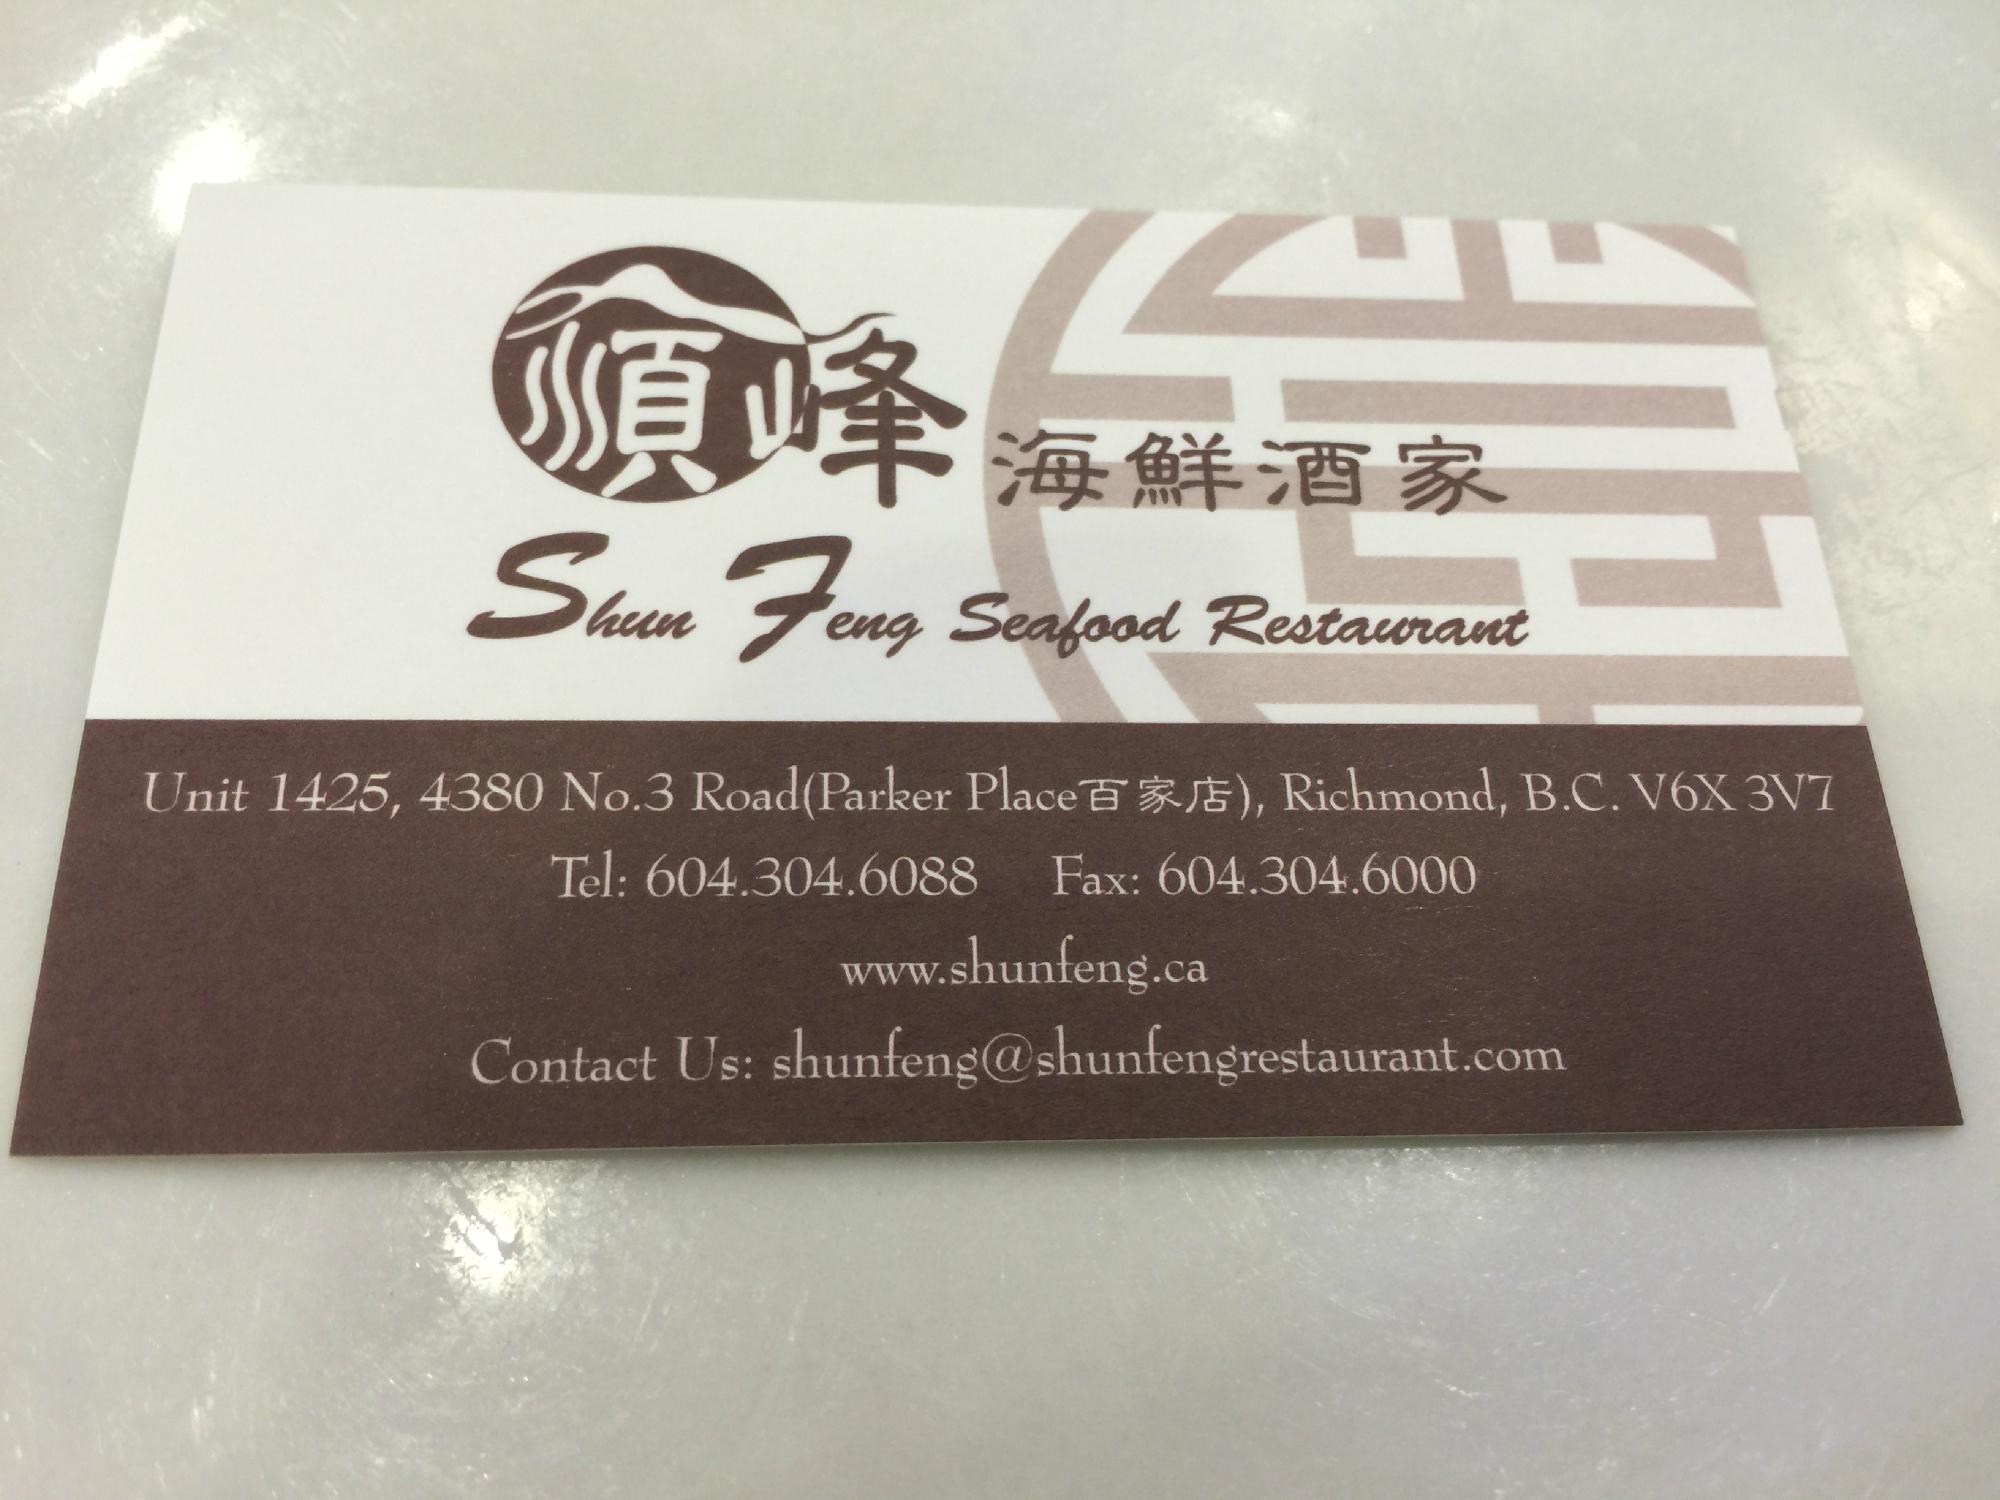 順峰海鮮酒家
Shun Feng Seafood Restaurant
Unit 1425, 4380 No.3 Road(Parker Place百家店), Richmond, B.C. V6X 3V7
Tel: 604.304.6088 Fax: 604.304.6000
www.shunfeng.ca
Contact Us: shunfeng@shunfengrestaurant.com